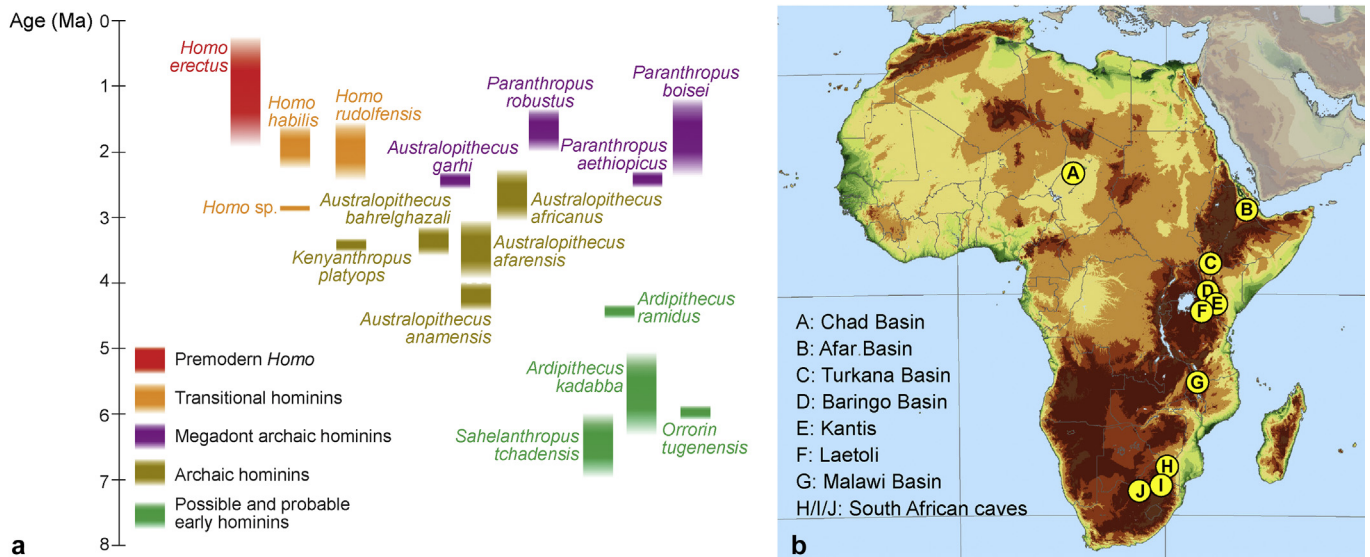 Age (Ma)
0
1
2
3
4
5
6
7
8
Homo
erectus
Homo
habilis
Homo
rudolfensis
Homo sp.
Kenyanthropus
platyops
Australopithecus
garhi
Australopithecus
bahrelghazali
Australopithecus
anamensis
Paranthropus
robustus
Paranthropus
boisei
Paranthropus
aethiopicus
Australopithecus
africanus
Australopithecus
afarensis
Ardipithecus
ramidus
Ardipithecus
kadabba
Sahelanthropus
tchadensis
Orrorin
tugenensis
Premodern Homo
Transitional hominins
Megadont archaic hominins
Archaic hominins
Possible and probable
early hominins
a
A
B
C
D
E
F
G
H
I
J
A: Chad Basin
B: Afar Basin
C: Turkana Basin
D: Baringo Basin
E: Kantis
F: Laetoli
G: Malawi Basin
H/I/J: South African caves
b